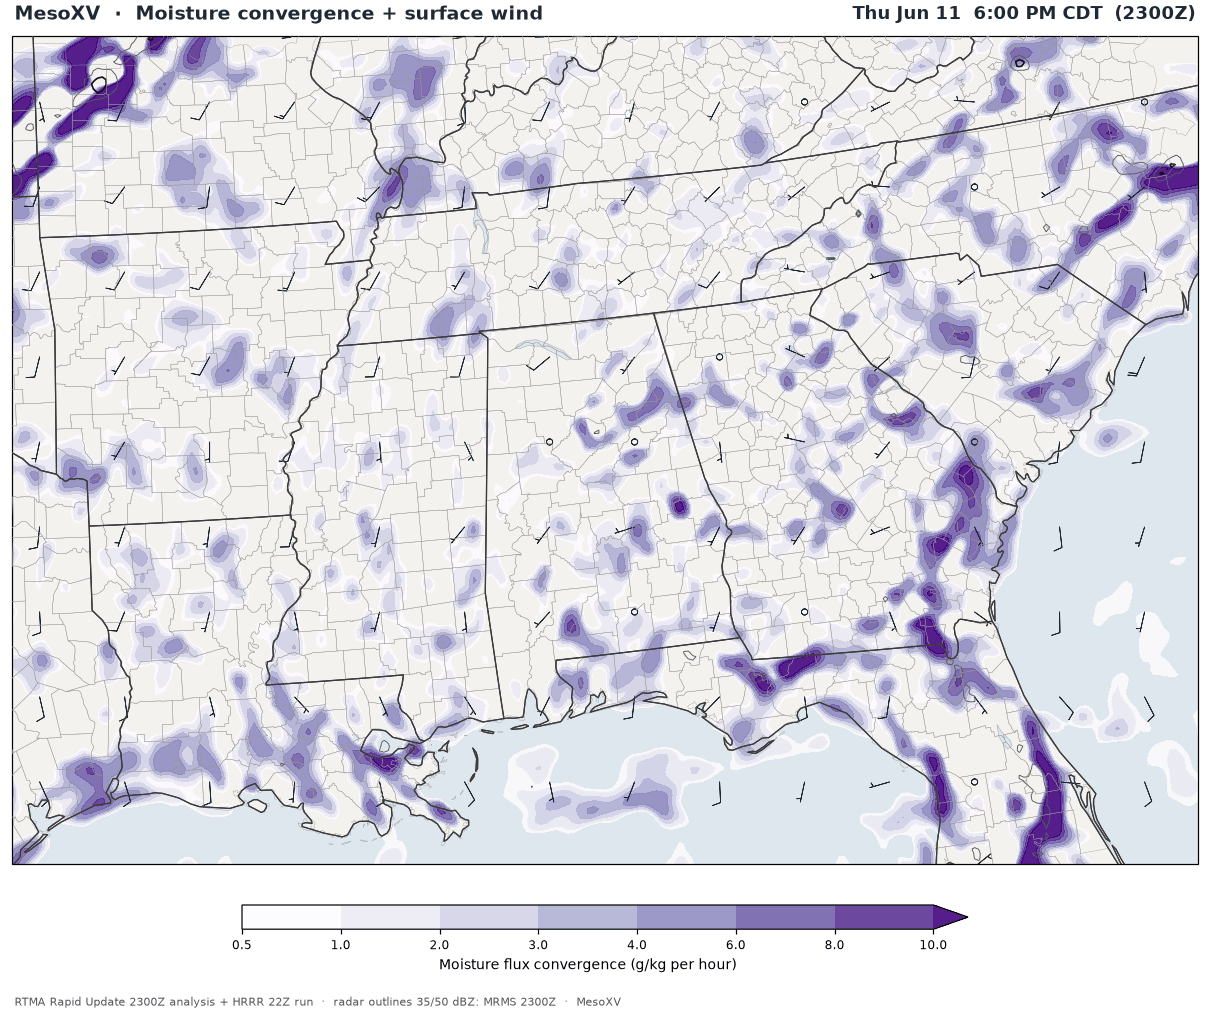 MesoXV · Moisture convergence + surface wind
Thu Jun 11 6:00 PM CDT (2300Z)
0.5 1.0 2.0 3.0 4.0 6.0 8.0 10.0
Moisture flux convergence (g/kg per hour)
RTMA Rapid Update 2300Z analysis + HRRR 22Z run · radar outlines 35/50 dBZ: MRMS 2300Z · MesoXV